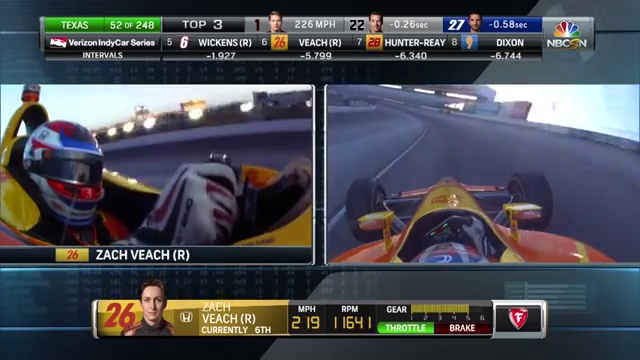 TEXAS 52 OF 248 TOP 3 1 226 MPH 22 -0.26sec 27 -0.58sec
NBCSN
Verizon IndyCar Series 5 6 WICKENS (R) 6 26 VEACH (R) 7 28 HUNTER-REAY 8 9 DIXON
INTERVALS -1.927 -5.799 -6.340 -6.744
26 ZACH VEACH (R)
26 ZACH VEACH (R) CURRENTLY 6TH
MPH 219
RPM 11641
GEAR 1 2 3 4 5 6
THROTTLE BRAKE